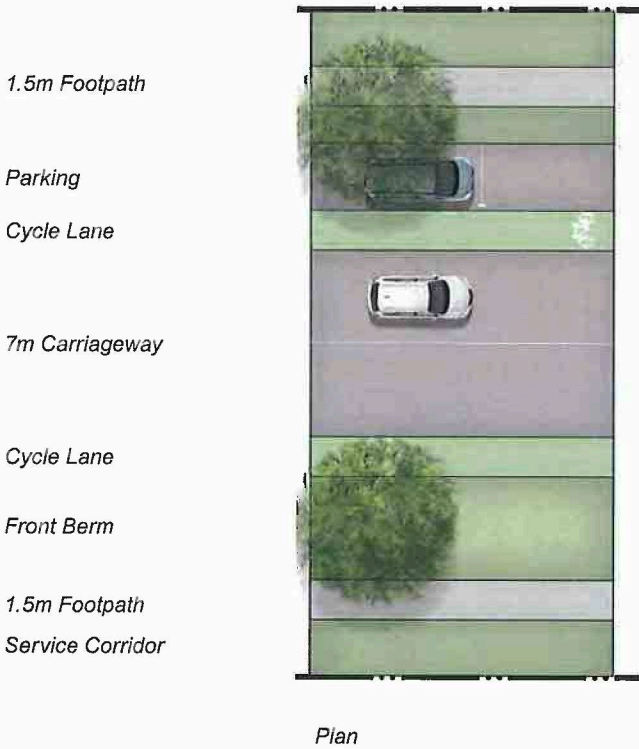 1.5m Footpath
Parking
Cycle Lane
7m Carriageway
Cycle Lane
Front Berm
1.5m Footpath
Service Corridor
Plan